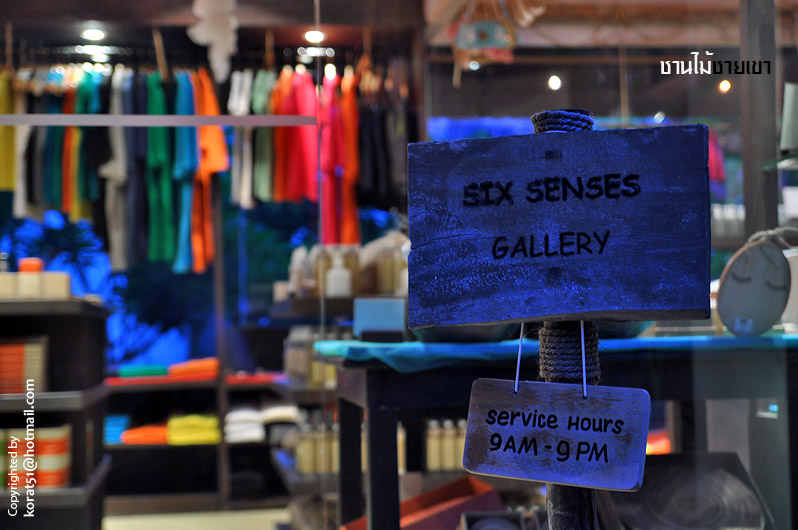 ชานไม้ชายเขา
SIX SENSES
GALLERY
Service Hours
9AM - 9PM
Copyrighted by
korat51@hotmail.com